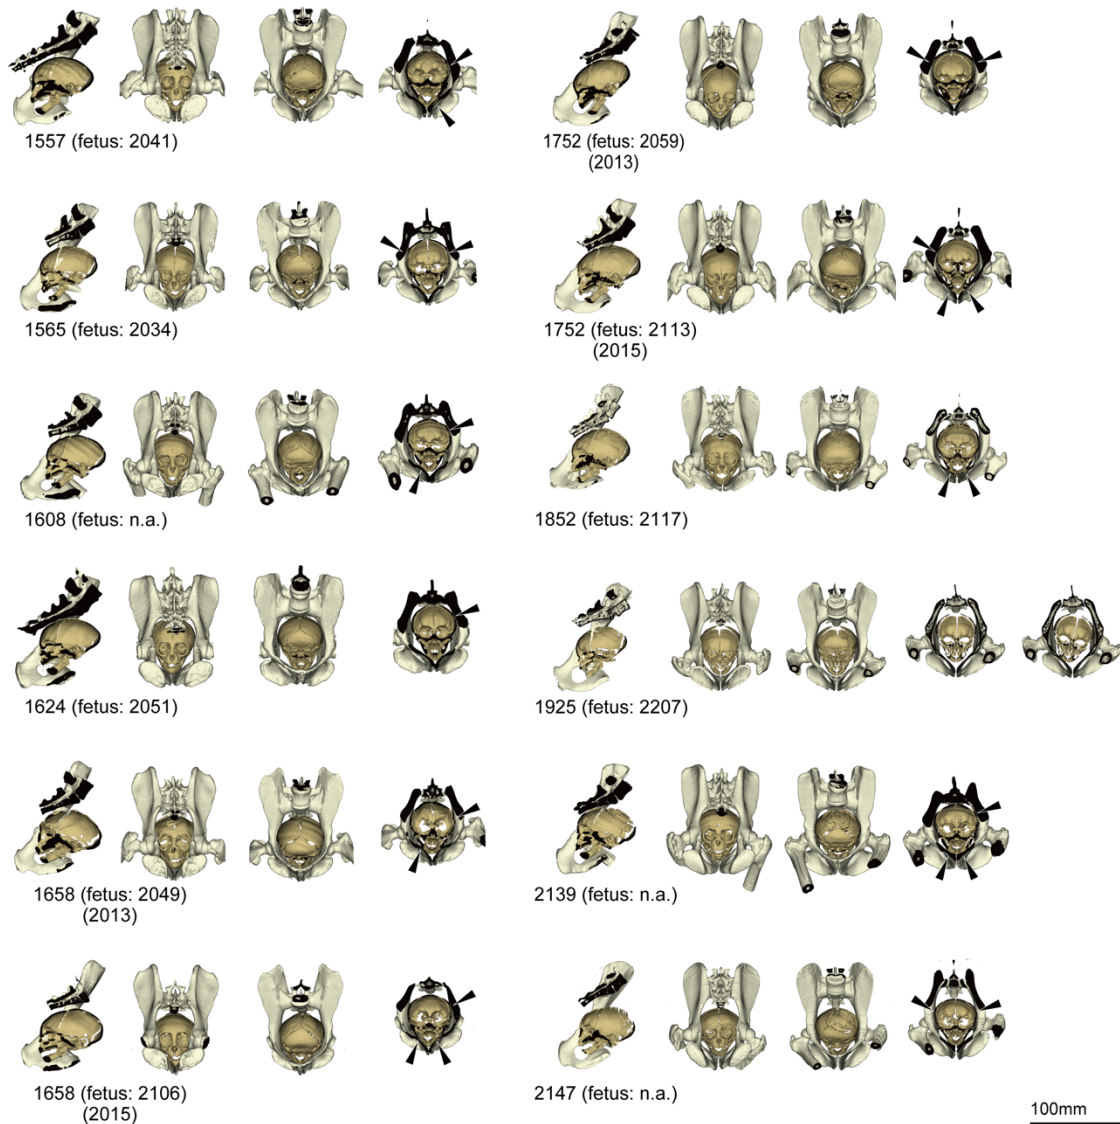 1557 (fetus: 2041)
1752 (fetus: 2059)
(2013)
1565 (fetus: 2034)
1752 (fetus: 2113)
(2015)
1608 (fetus: n.a.)
1852 (fetus: 2117)
1624 (fetus: 2051)
1925 (fetus: 2207)
1658 (fetus: 2049)
(2013)
2139 (fetus: n.a.)
1658 (fetus: 2106)
(2015)
2147 (fetus: n.a.)
100mm